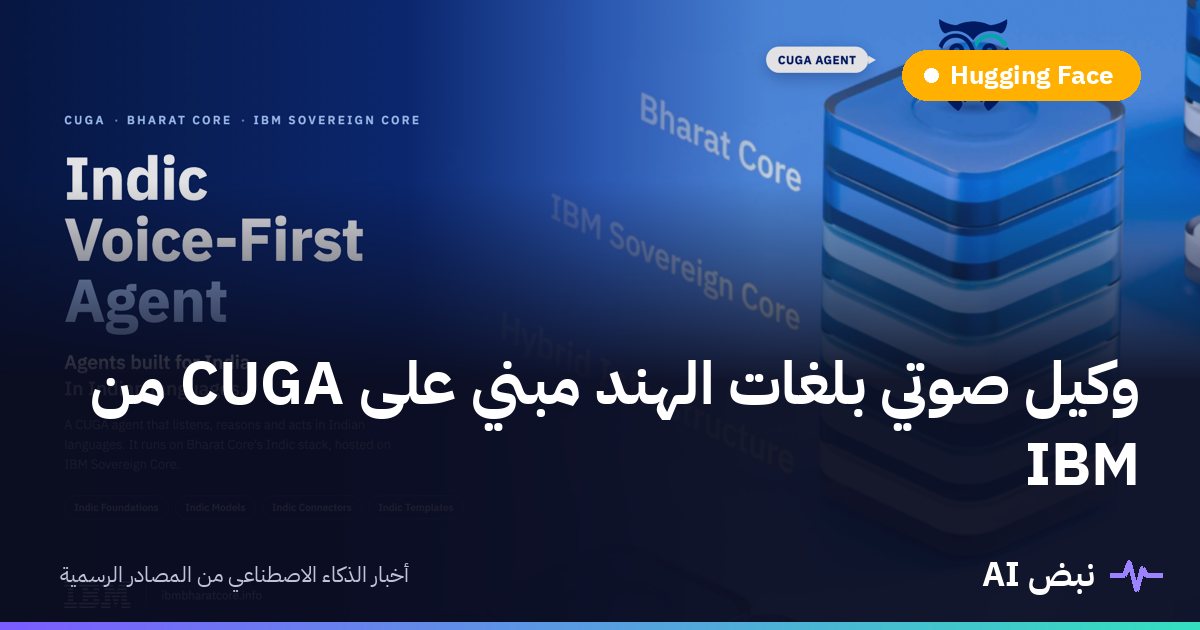 CUGA AGENT
Hugging Face
CUGA · BHARAT CORE · IBM SOVEREIGN CORE
Indic
Voice-First
Agent
Bharat Core
IBM Sovereign Core
Hybrid
Agents built for India
وكيل صوتي بلغات الهند مبني على CUGA من
IBM
A CUGA agent that listens, reasons and acts in Indian
languages. It runs on Bharat Core's Indic stack, hosted on
IBM Sovereign Core.
Indic Foundations
Indic Models
Indic Connectors
Indic Templates
أخبار الذكاء الاصطناعي من المصادر الرسمية
نبض AI
IBM
ibmbharatcore.info